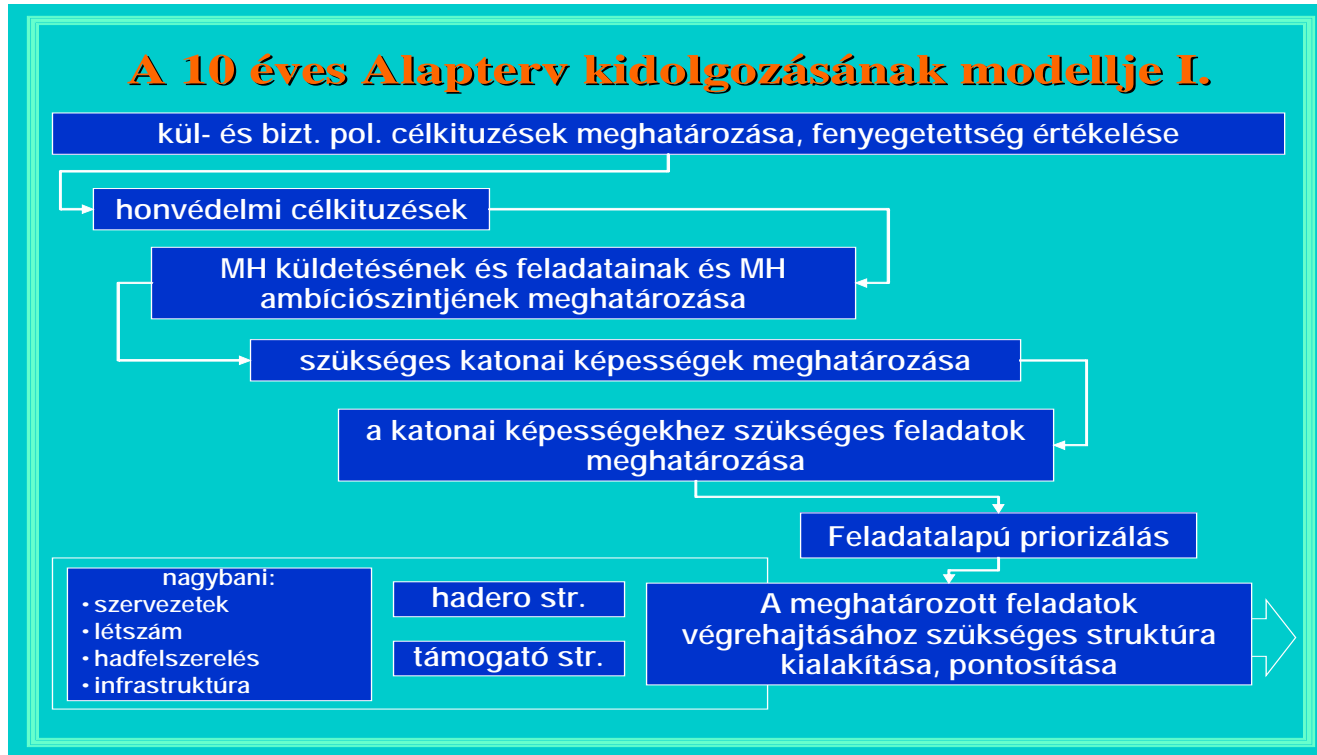 A 10 éves Alapterv kidolgozásának modellje I.
kül- és bizt. pol. célkituzések meghatározása, fenyegetettség értékelése
honvédelmi célkituzések
MH küldetésének és feladatainak és MH
ambíciószintjének meghatározása
szükséges katonai képességek meghatározása
a katonai képességekhez szükséges feladatok
meghatározása
Feladatalapú priorizálás
nagybani:
• szervezetek
• létszám
• hadfelszerelés
• infrastruktúra
hadero str.
támogató str.
A meghatározott feladatok
végrehajtásához szükséges struktúra
kialakítása, pontosítása